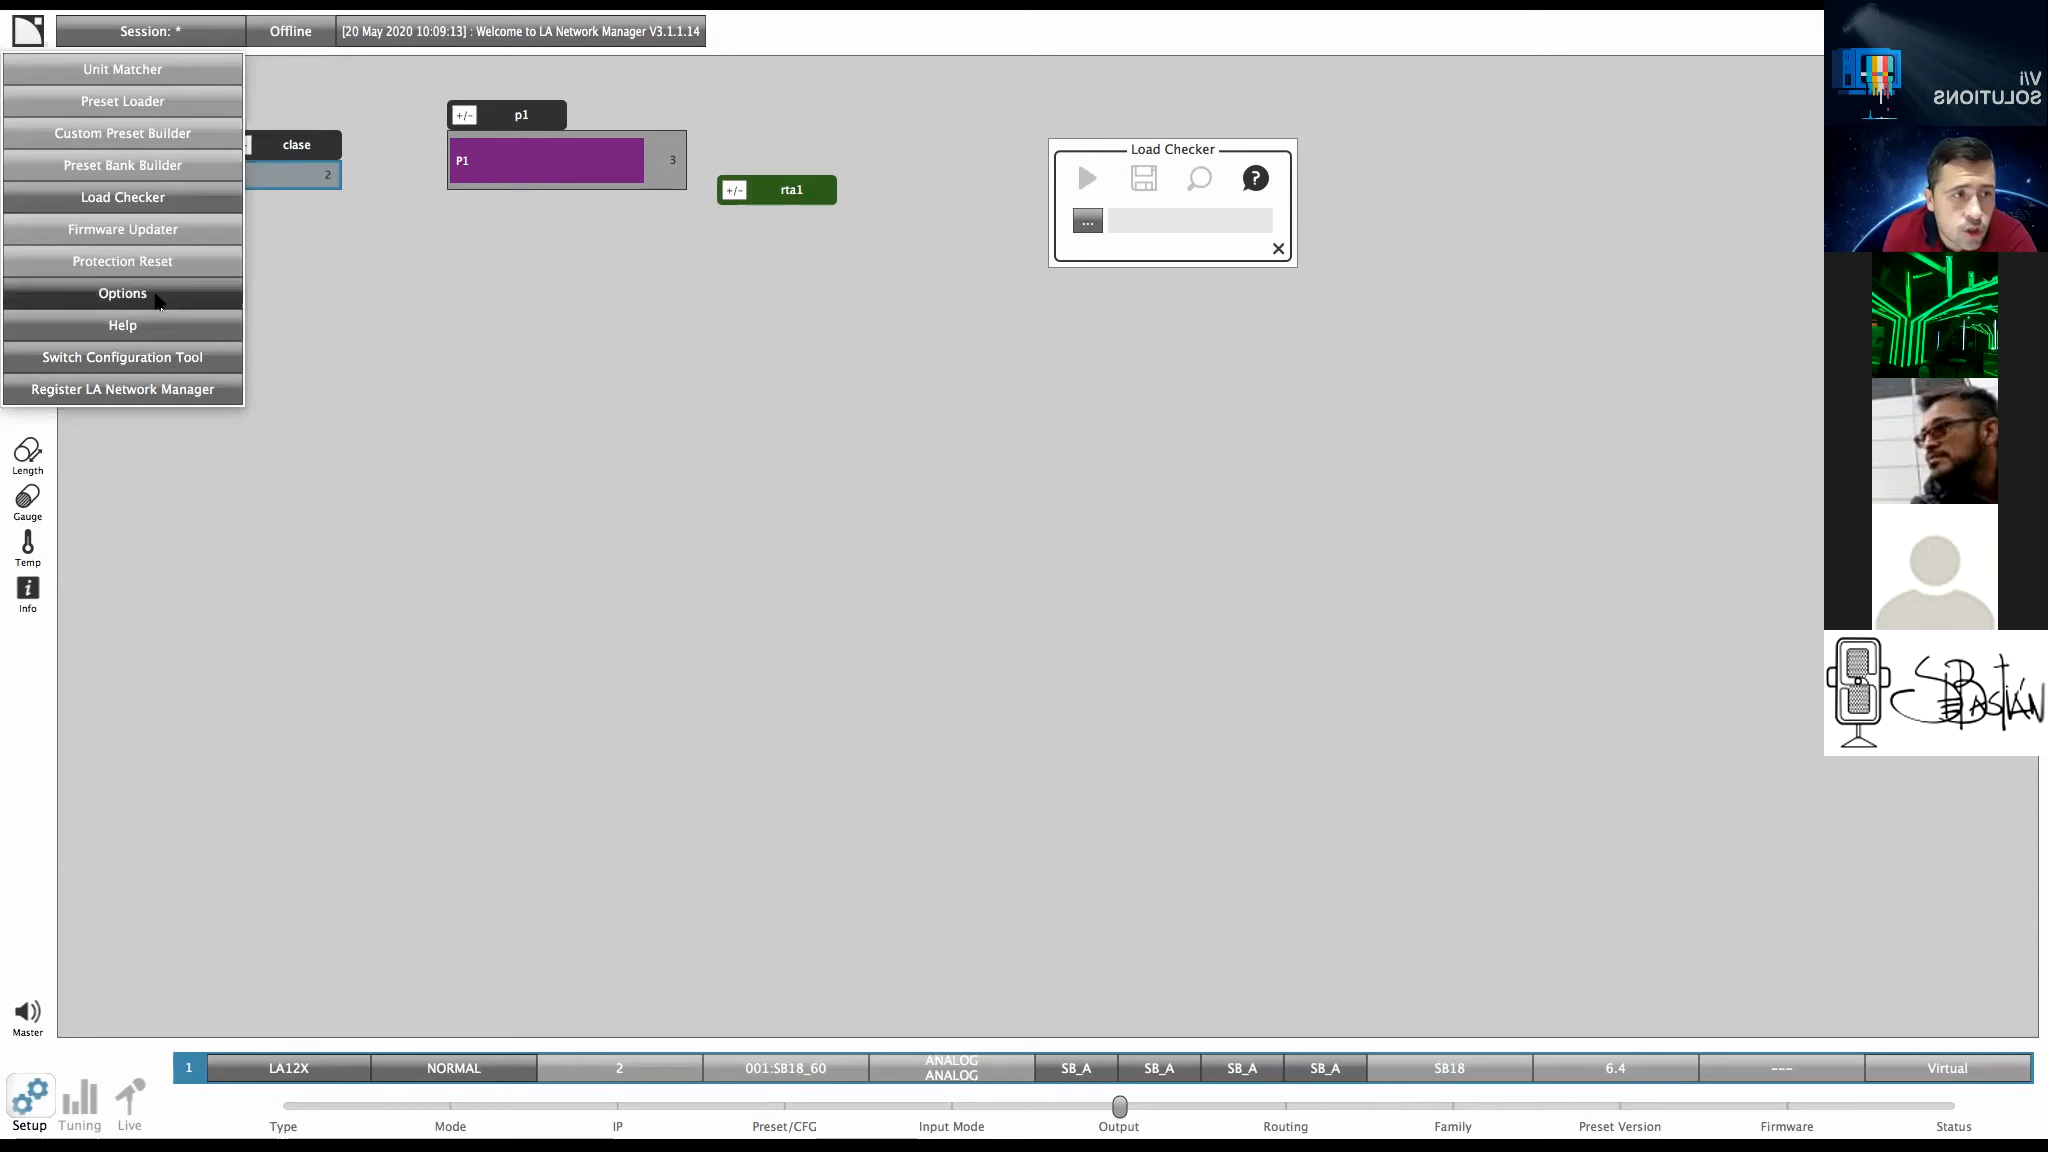 Session: *
Offline
[20 May 2020 10:09:13] : Welcome to LA Network Manager V3.1.1.14
Unit Matcher
Preset Loader
Custom Preset Builder
Preset Bank Builder
Load Checker
Firmware Updater
Protection Reset
Options
Help
Switch Configuration Tool
Register LA Network Manager
clase
2
+/- p1
P1 3
+/- rta1
Load Checker
?
...
V/i
SOLUTIONS
SEBASTIÁN
Length
Gauge
Temp
Info
Master
1 LA12X NORMAL 2 001:SB18_60 ANALOG ANALOG SB_A SB_A SB_A SB_A SB18 6.4 --- Virtual
Setup Tuning Live
Type Mode IP Preset/CFG Input Mode Output Routing Family Preset Version Firmware Status